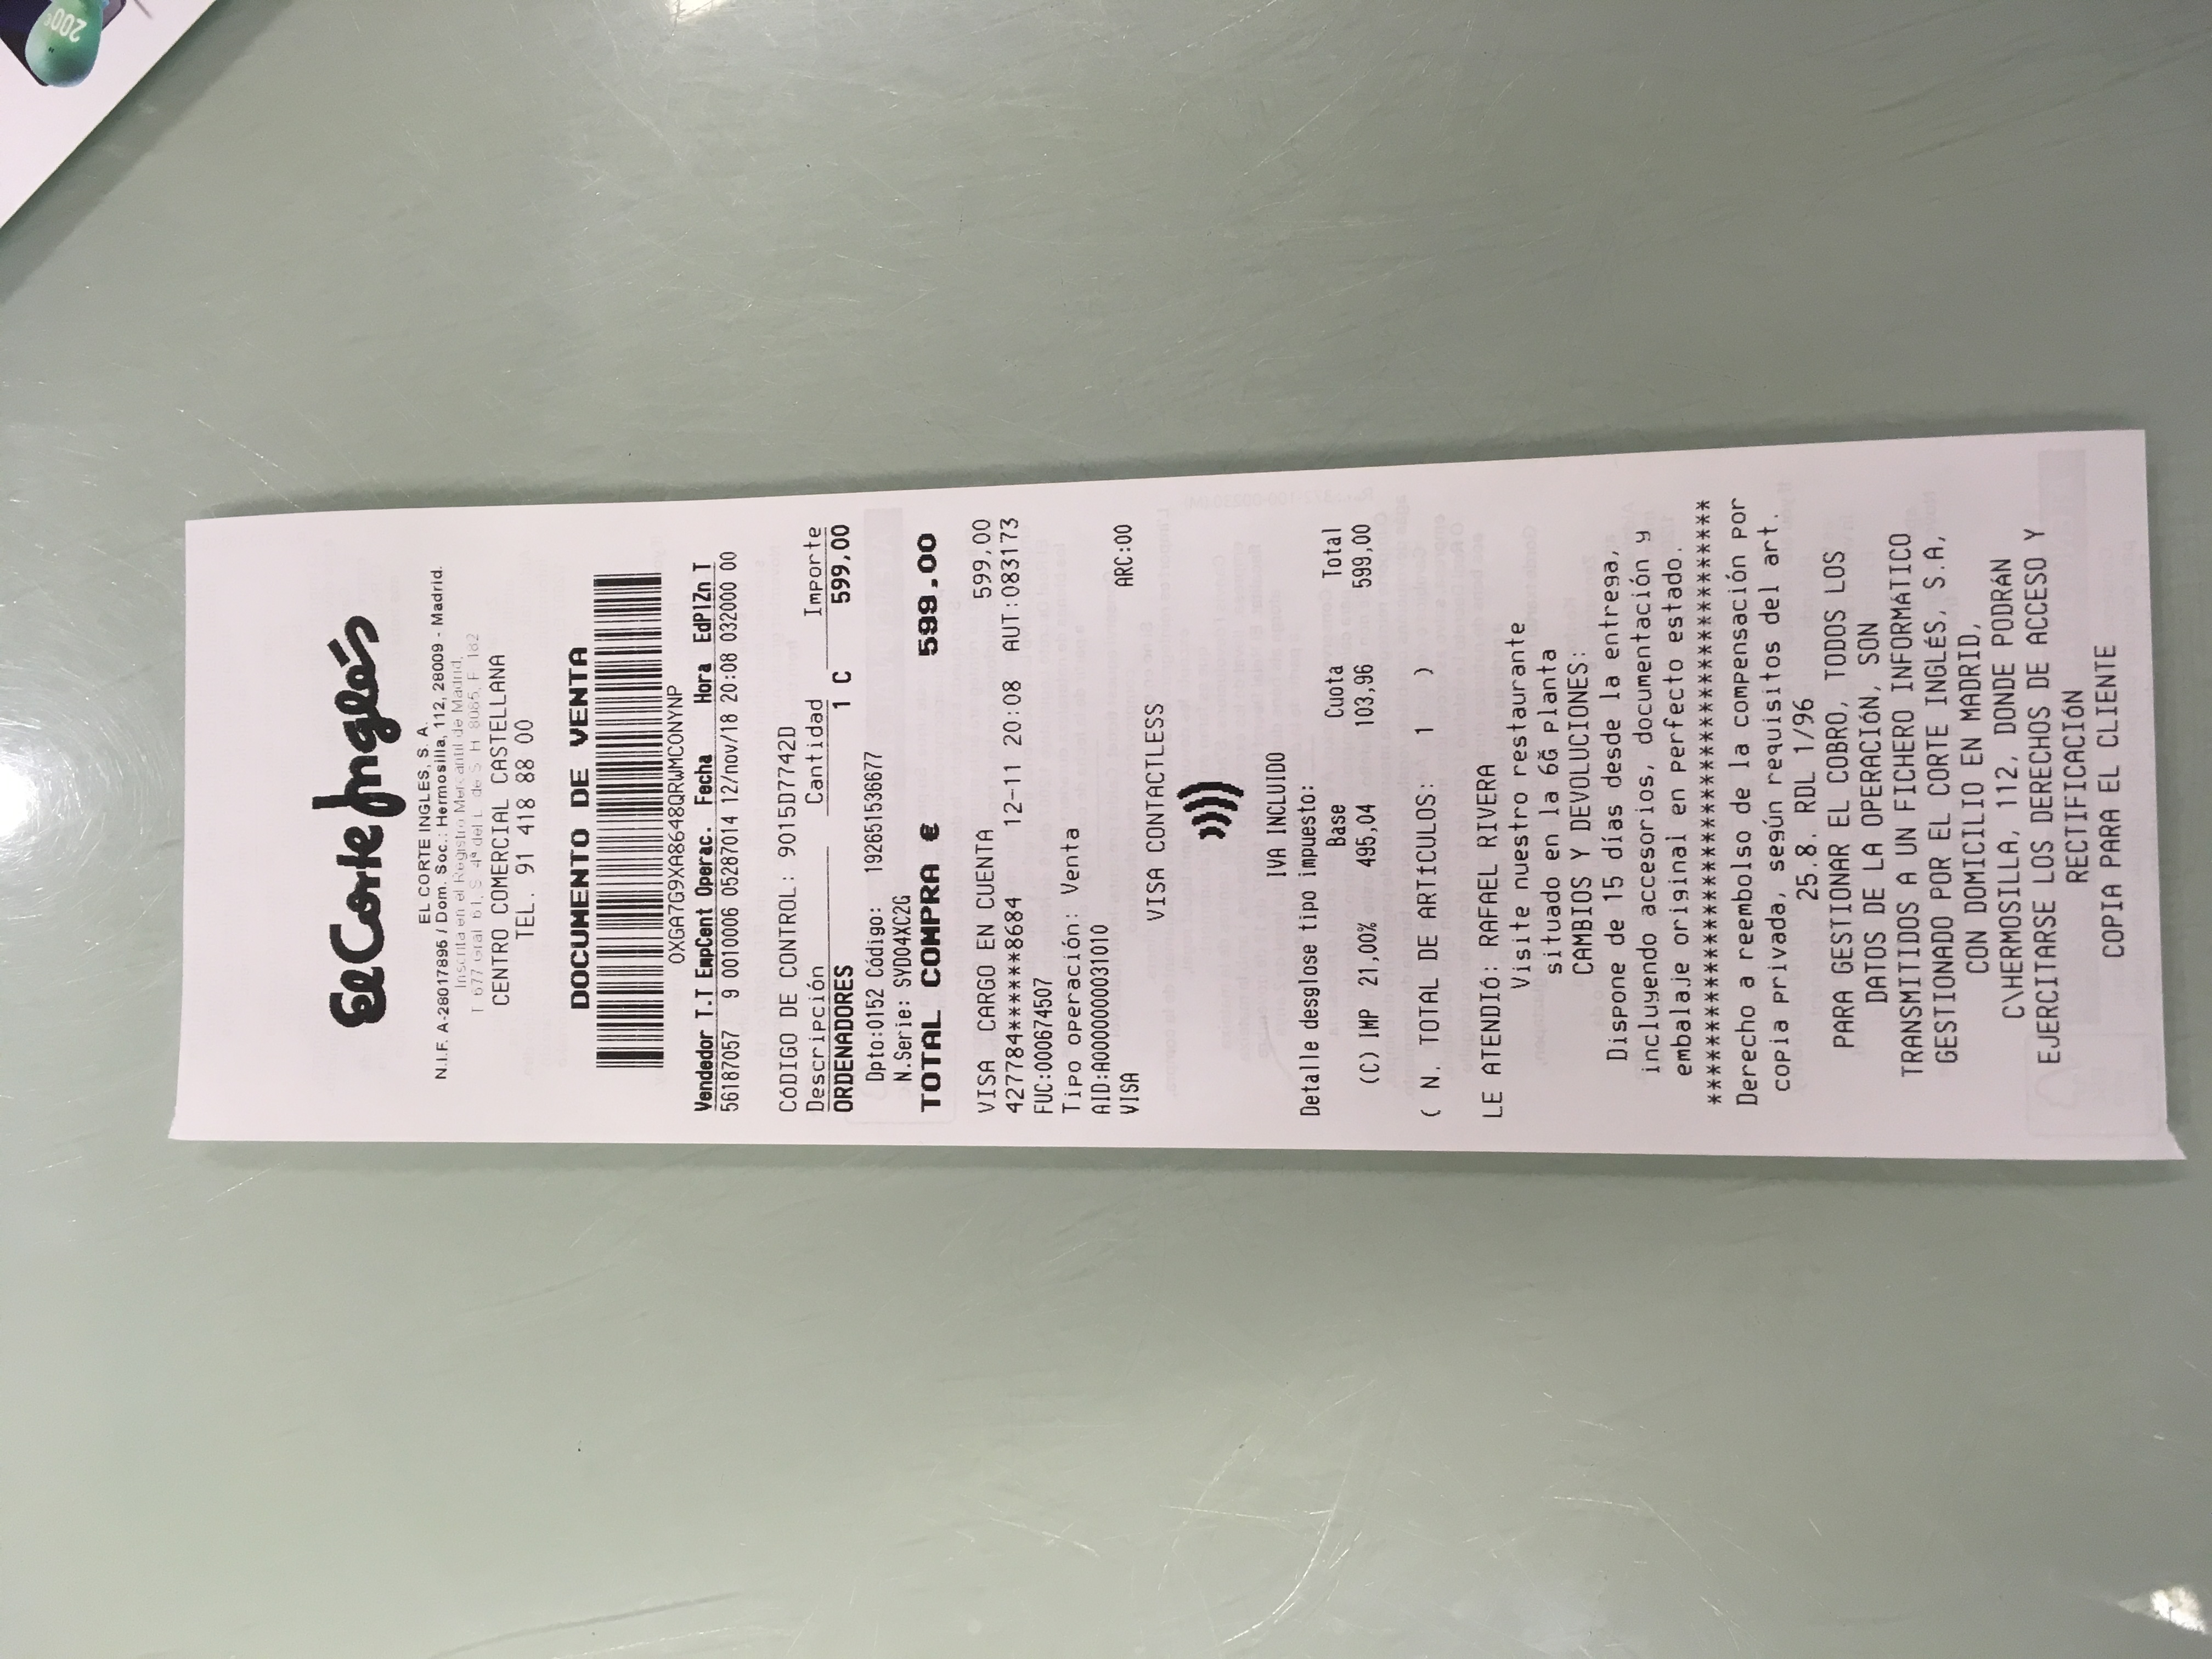 200€
El Corte Inglés
EL CORTE INGLES, S. A.
N.I.F. A-28017895 / Dom. Soc.: Hermosilla, 112, 28009 - Madrid.
Inscrita en el Registro Mercantil de Madrid,
T 677 Gral 61, S 4ª del L de S H 8085, F 182
CENTRO COMERCIAL CASTELLANA
TEL. 91 418 88 00
DOCUMENTO DE VENTA
0XGA7G9XA8648QRWMCONYNP
Vendedor T.T EmpCent Operac. Fecha Hora EdPlZn T
56187057 9 0010006 05287014 12/nov/18 20:08 032000 00
CóDIGO DE CONTROL: 9015D7742D
Descripción Cantidad Importe
ORDENADORES 1 C 599,00
Dpto:0152 Código: 192651536677
N.Serie: SYD04XC2G
TOTAL COMPRA € 599.00
VISA CARGO EN CUENTA 599,00
427784******8684 12-11 20:08 AUT:083173
FUC:000674507
Tipo operación: Venta
AID:A0000000031010
VISA ARC:00
VISA CONTACTLESS
IVA INCLUIDO
Detalle desglose tipo impuesto:
Base Cuota Total
(C) IMP 21,00% 495,04 103,96 599,00
( N. TOTAL DE ARTíCULOS: 1 )
LE ATENDIó: RAFAEL RIVERA
Visite nuestro restaurante
situado en la 6Ğ planta
CAMBIOS Y DEVOLUCIONES:
Dispone de 15 días desde la entrega,
incluyendo accesorios, documentación y
embalaje original en perfecto estado.
******************************************
Derecho a reembolso de la compensación por
copia privada, según requisitos del art.
25.8. RDL 1/96
PARA GESTIONAR EL COBRO, TODOS LOS
DATOS DE LA OPERACIóN, SON
TRANSMITIDOS A UN FICHERO INFORMáTICO
GESTIONADO POR EL CORTE INGLéS, S.A,
CON DOMICILIO EN MADRID,
C\HERMOSILLA, 112, DONDE PODRáN
EJERCITARSE LOS DERECHOS DE ACCESO Y
RECTIFICACIóN
COPIA PARA EL CLIENTE